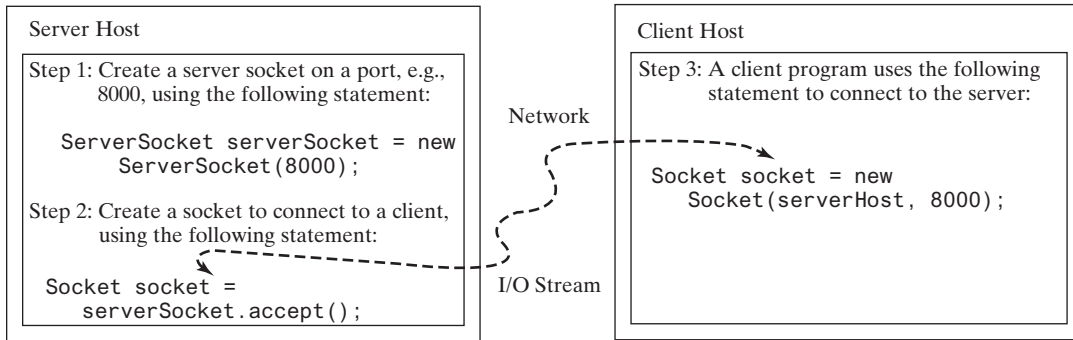 Server Host
Step 1: Create a server socket on a port, e.g.,
8000, using the following statement:
ServerSocket serverSocket = new
ServerSocket(8000);
Step 2: Create a socket to connect to a client,
using the following statement:
Socket socket =
serverSocket.accept();
Network
I/O Stream
Client Host
Step 3: A client program uses the following
statement to connect to the server:
Socket socket = new
Socket(serverHost, 8000);